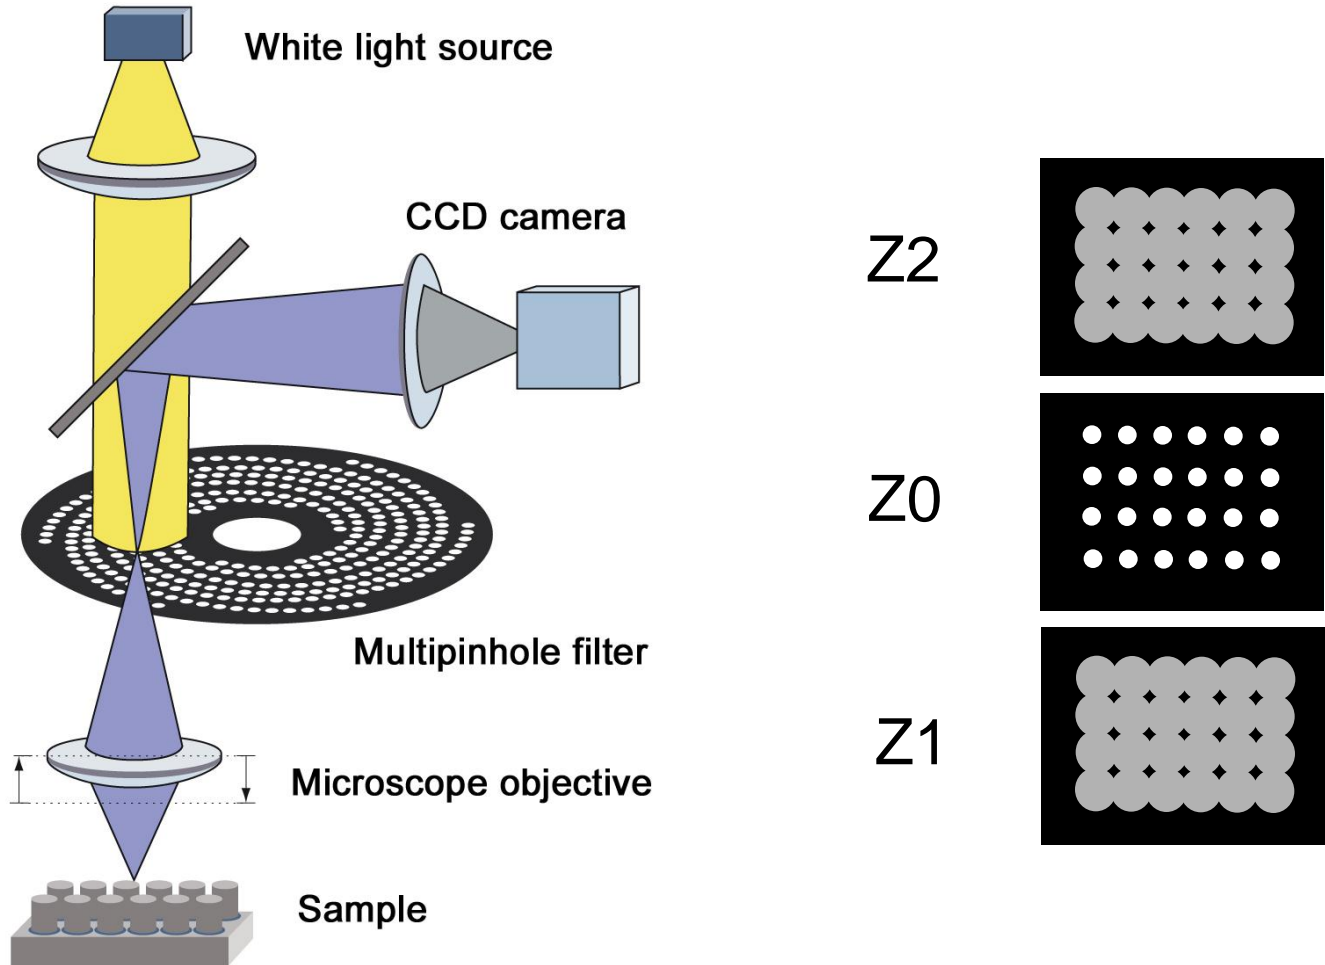 White light source
CCD camera
Multipinhole filter
Microscope objective
Sample
Z2
Z0
Z1